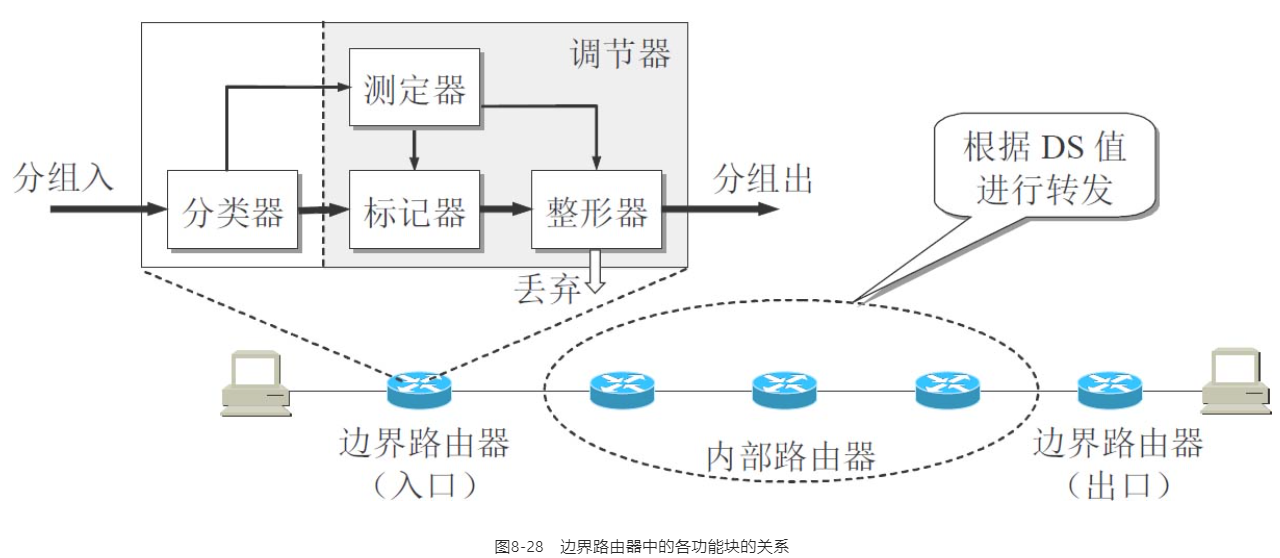 调节器
测定器
分组入
分类器
标记器
整形器
分组出
丢弃
根据 DS 值
进行转发
边界路由器
（入口）
内部路由器
边界路由器
（出口）
图8-28 边界路由器中的各功能块的关系